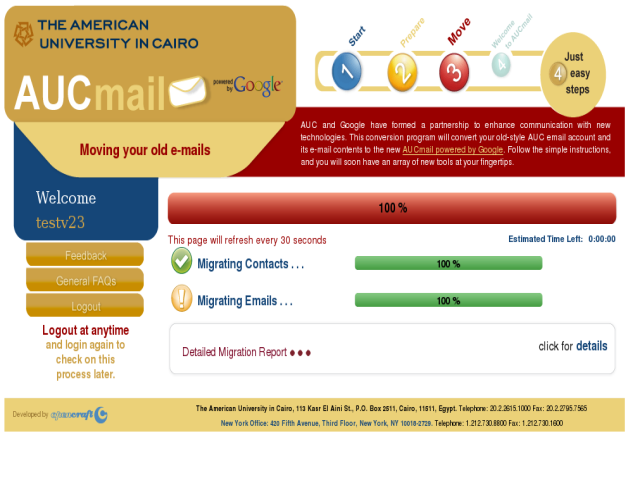 THE AMERICAN
UNIVERSITY IN CAIRO
AUCmail
powered by Google
Start
Prepare
Move
Welcome to AUCmail
1
2
3
4
Just
4 easy
steps
Moving your old e-mails
AUC and Google have formed a partnership to enhance communication with new
technologies. This conversion program will convert your old-style AUC email account and
its e-mail contents to the new AUCmail powered by Google. Follow the simple instructions,
and you will soon have an array of new tools at your fingertips.
Welcome
testv23
100 %
This page will refresh every 30 seconds
Estimated Time Left: 0:00:00
Feedback
General FAQs
Logout
Migrating Contacts . . .
100 %
Migrating Emails . . .
100 %
Logout at anytime
and login again to
check on this
process later.
Detailed Migration Report ● ● ●
click for details
Developed by
The American University in Cairo, 113 Kasr El Aini St., P.O. Box 2511, Cairo, 11511, Egypt. Telephone: 20.2.2615.1000 Fax: 20.2.2795.7565
New York Office: 420 Fifth Avenue, Third Floor, New York, NY 10018-2729. Telephone: 1.212.730.8800 Fax: 1.212.730.1600